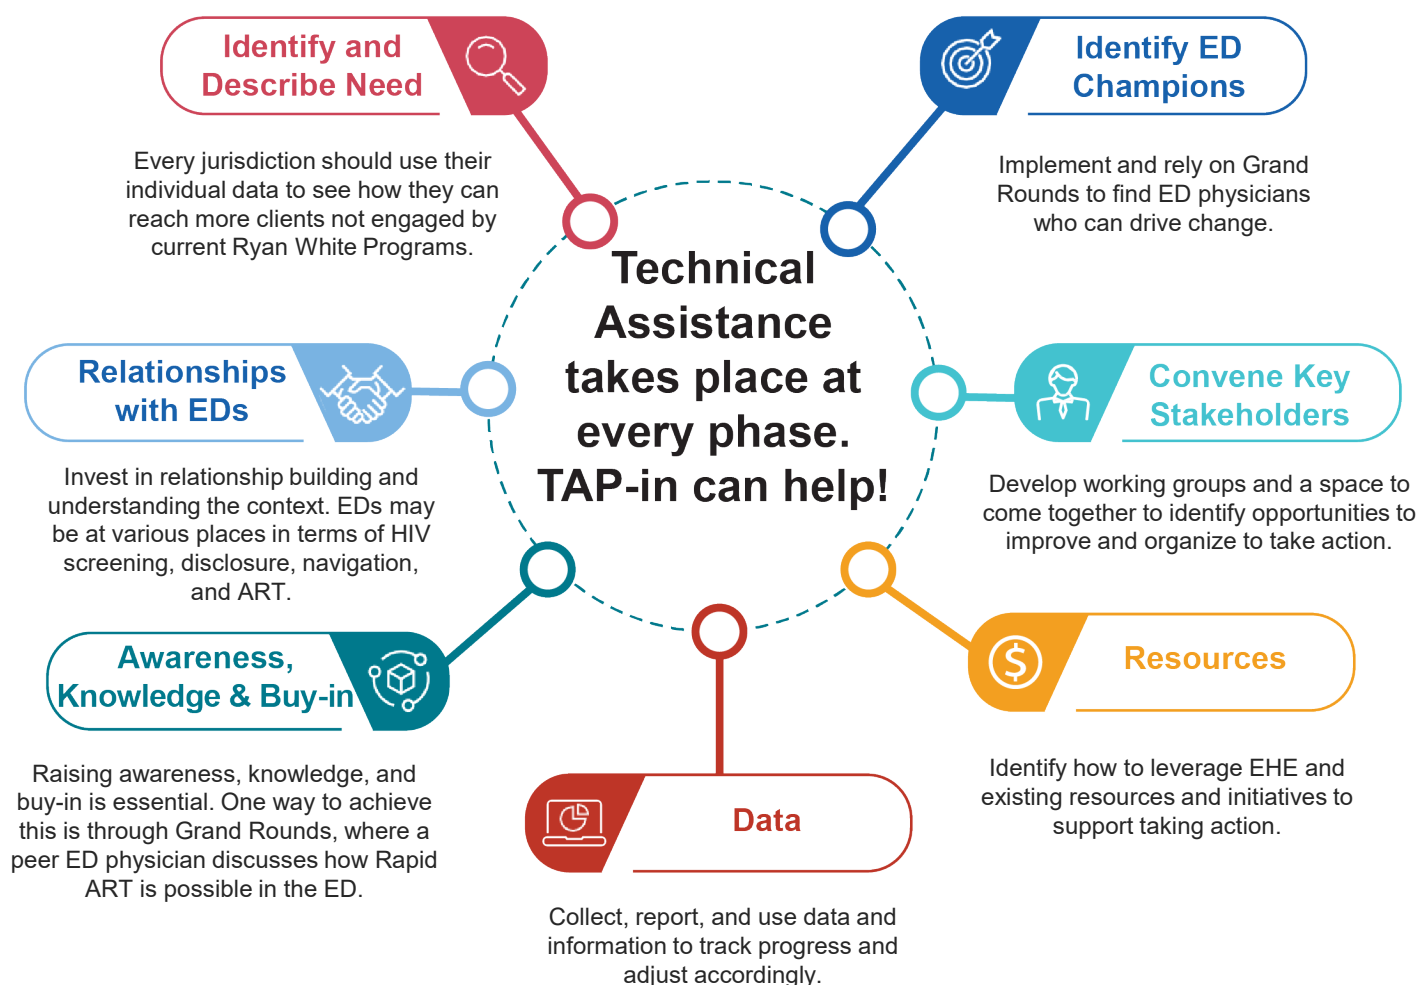 Identify and
Describe Need
Every jurisdiction should use their
individual data to see how they can
reach more clients not engaged by
current Ryan White Programs.
Identify ED
Champions
Implement and rely on Grand
Rounds to find ED physicians
who can drive change.
Technical
Assistance
takes place at
every phase.
TAP-in can help!
Relationships
with EDs
Invest in relationship building and
understanding the context. EDs may
be at various places in terms of HIV
screening, disclosure, navigation,
and ART.
Convene Key
Stakeholders
Develop working groups and a space to
come together to identify opportunities to
improve and organize to take action.
Awareness,
Knowledge & Buy-in
Raising awareness, knowledge, and
buy-in is essential. One way to achieve
this is through Grand Rounds, where a
peer ED physician discusses how Rapid
ART is possible in the ED.
$
Resources
Identify how to leverage EHE and
existing resources and initiatives to
support taking action.
Data
Collect, report, and use data and
information to track progress and
adjust accordingly.